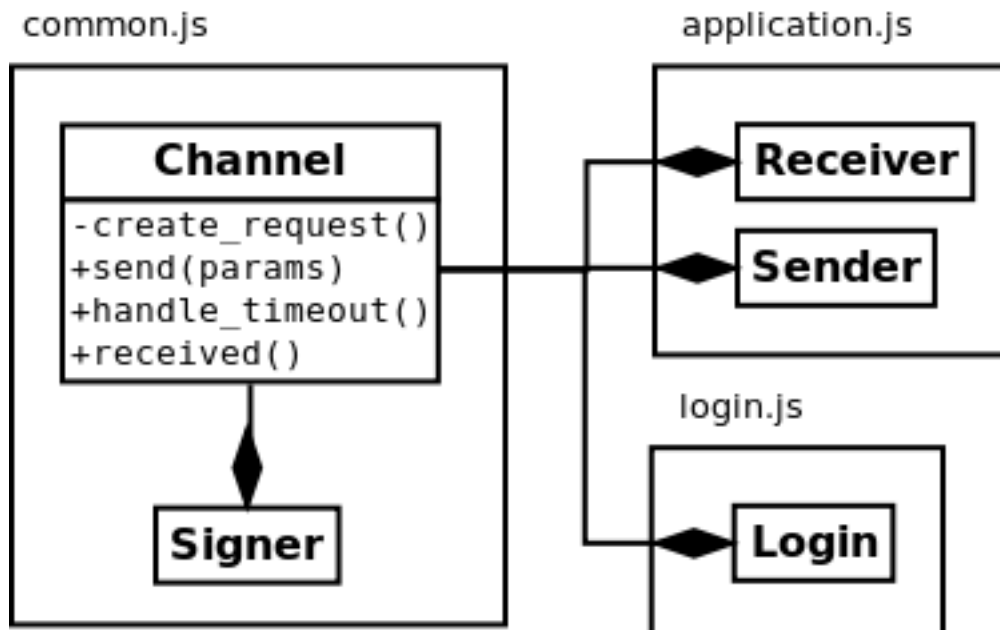 common.js
Channel
-create_request()
+send(params)
+handle_timeout()
+received()
Signer
application.js
Receiver
Sender
login.js
Login